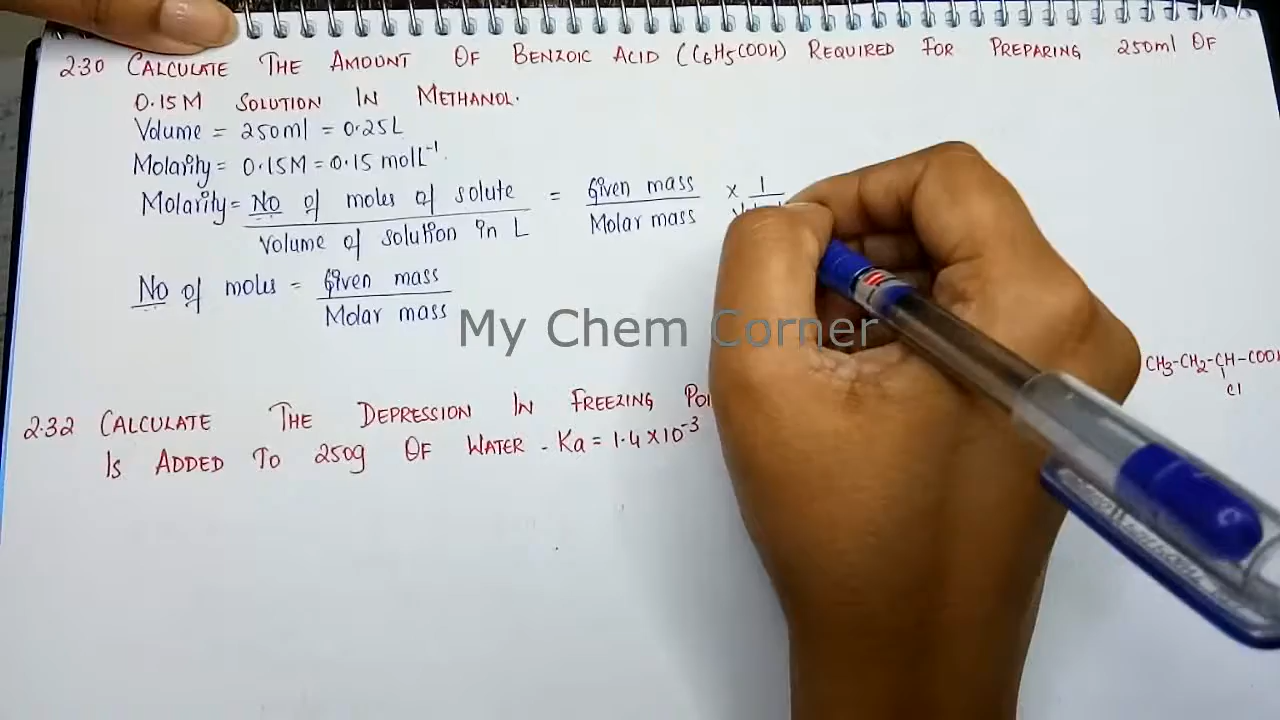 2.30 CALCULATE THE AMOUNT OF BENZOIC ACID (C6H5COOH) REQUIRED FOR PREPARING 250ml OF
0.15M SOLUTION IN METHANOL.
Volume = 250ml = 0.25L
Molarity = 0.15M = 0.15 molL⁻¹.
Molarity = No of moles of solute = Given mass × 1
Volume of solution in L Molar mass
No of moles = Given mass
Molar mass
My Chem Corner
CH3-CH2-CH-COO
Cl
2.32 CALCULATE THE DEPRESSION IN FREEZING
IS ADDED TO 250g OF WATER. Ka = 1.4×10⁻³